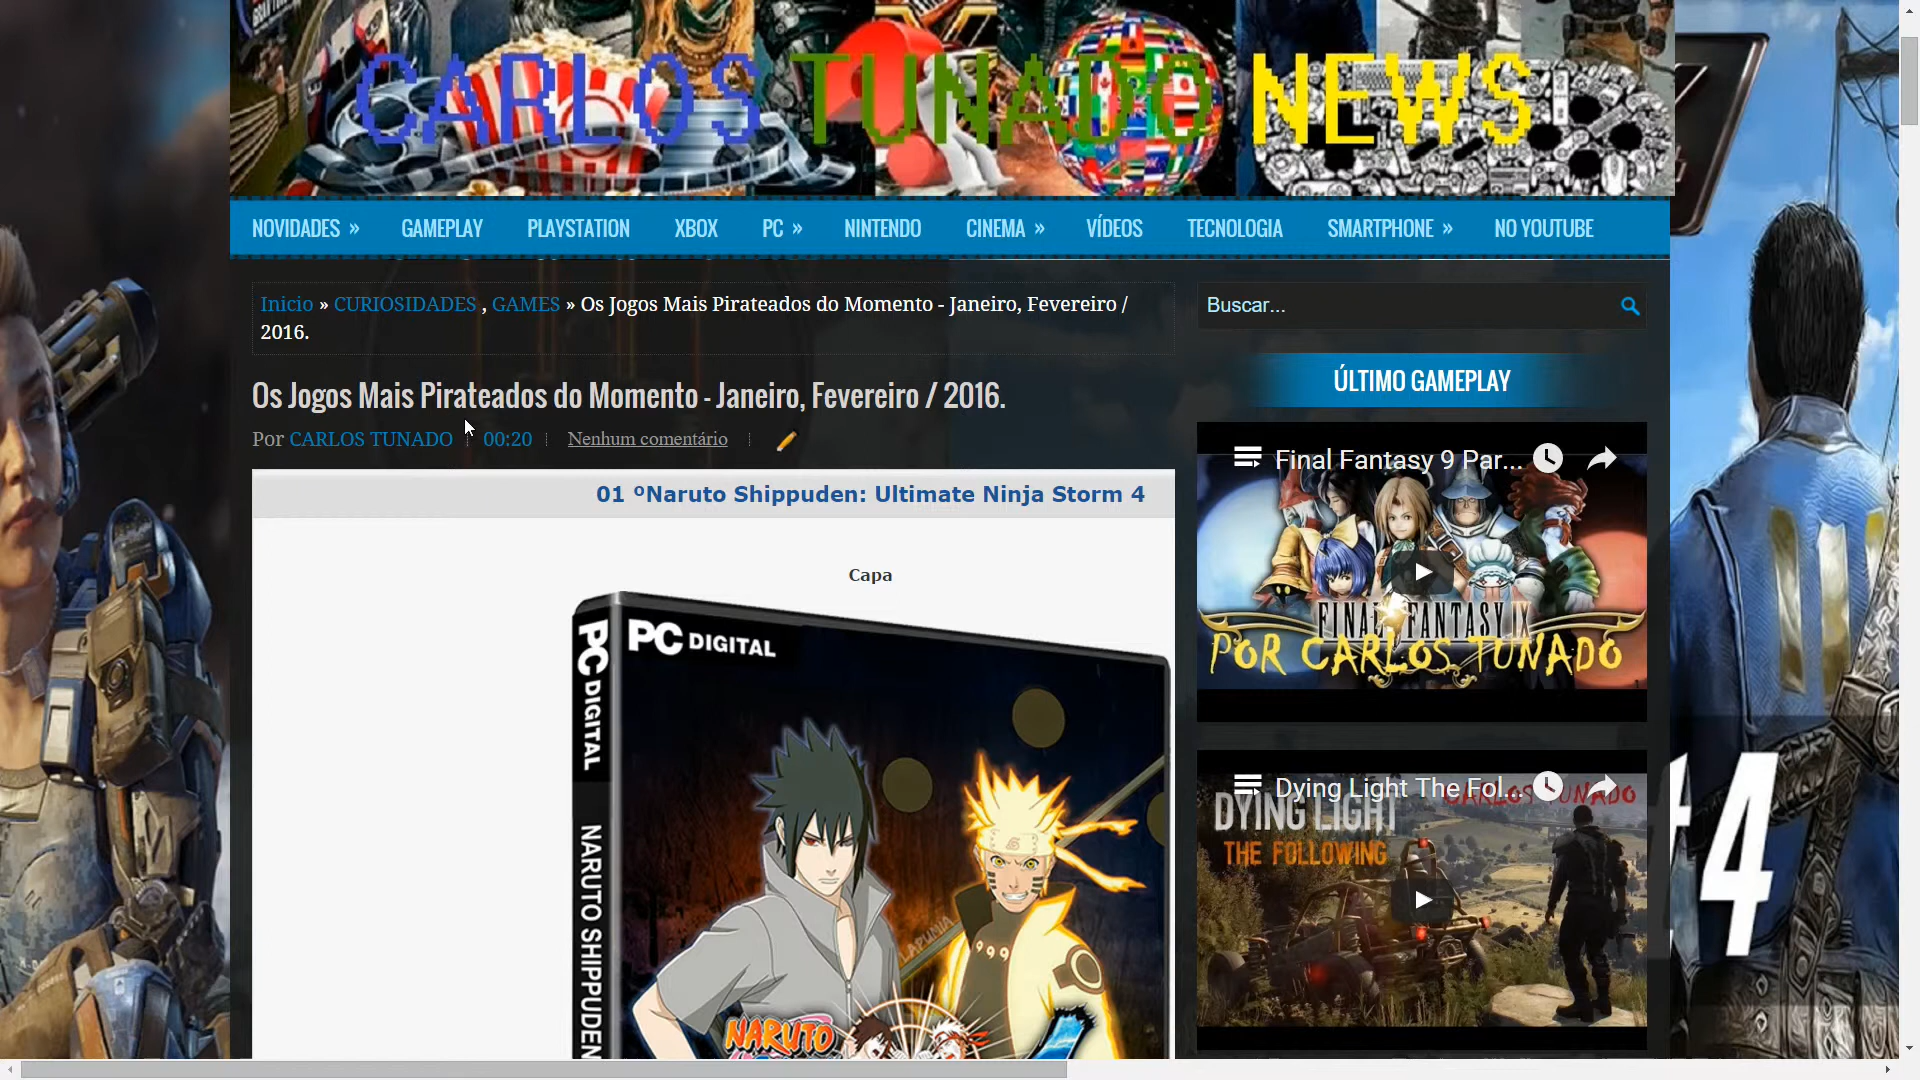 CARLOS TUNADO NEWS
NOVIDADES » GAMEPLAY PLAYSTATION XBOX PC » NINTENDO CINEMA » VÍDEOS TECNOLOGIA SMARTPHONE » NO YOUTUBE
Inicio » CURIOSIDADES , GAMES » Os Jogos Mais Pirateados do Momento - Janeiro, Fevereiro /
2016.
Os Jogos Mais Pirateados do Momento - Janeiro, Fevereiro / 2016.
Por CARLOS TUNADO 00:20 Nenhum comentário
01 ºNaruto Shippuden: Ultimate Ninja Storm 4
Capa
PC DIGITAL
PC DIGITAL
NARUTO SHIPPUDEN
NARUTO
Buscar...
ÚLTIMO GAMEPLAY
Final Fantasy 9 Par...
FINAL FANTASY IX
POR CARLOS TUNADO
Dying Light The Fol...
CARLOS TUNADO
DYING LIGHT
THE FOLLOWING
#4